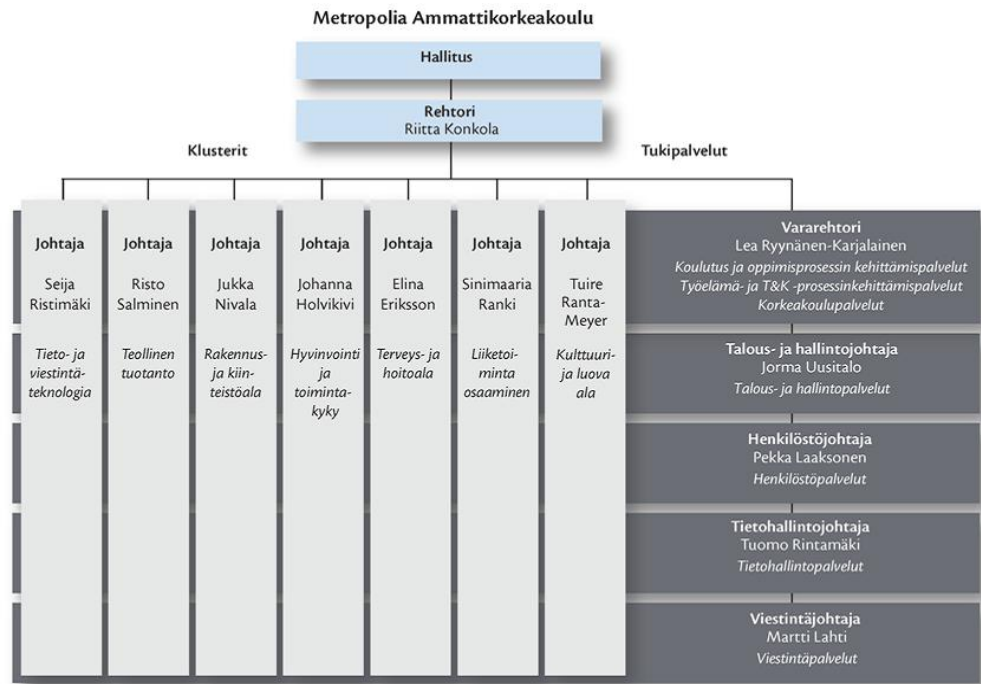 Metropolia Ammattikorkeakoulu
Hallitus
Rehtori
Riitta Konkola
Klusterit
Tukipalvelut
Johtaja
Seija
Ristimäki
Tieto- ja
viestintä-
teknologia
Johtaja
Risto
Salminen
Teollinen
tuotanto
Johtaja
Jukka
Nivala
Rakennus-
ja kiin-
teistöala
Johtaja
Johanna
Holvikivi
Hyvinvointi
ja
toiminta-
kyky
Johtaja
Elina
Eriksson
Terveys- ja
hoitoala
Johtaja
Sinimaaria
Ranki
Liiketoi-
minta
osaaminen
Johtaja
Tuire
Ranta-
Meyer
Kulttuuri-
ja luova
ala
Vararehtori
Lea Ryynänen-Karjalainen
Koulutus ja oppimisprosessin kehittämispalvelut
Työelämä- ja T&K -prosessinkehittämispalvelut
Korkeakoulupalvelut
Talous- ja hallintojohtaja
Jorma Uusitalo
Talous- ja hallintopalvelut
Henkilöstöjohtaja
Pekka Laaksonen
Henkilöstöpalvelut
Tietohallintojohtaja
Tuomo Rintamäki
Tietohallintopalvelut
Viestintäjohtaja
Martti Lahti
Viestintäpalvelut